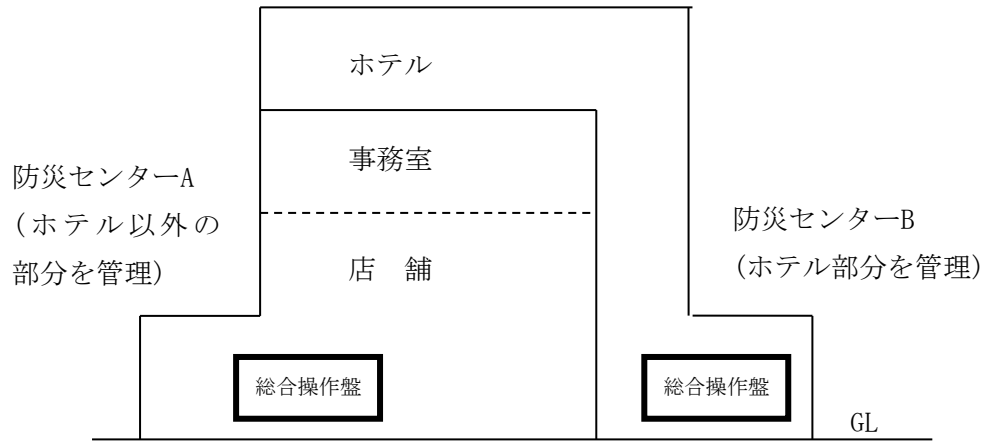 ホテル
事務室
防災センターA
(ホテル以外の
部分を管理)
防災センターB
(ホテル部分を管理)
店　舗
総合操作盤
総合操作盤
GL